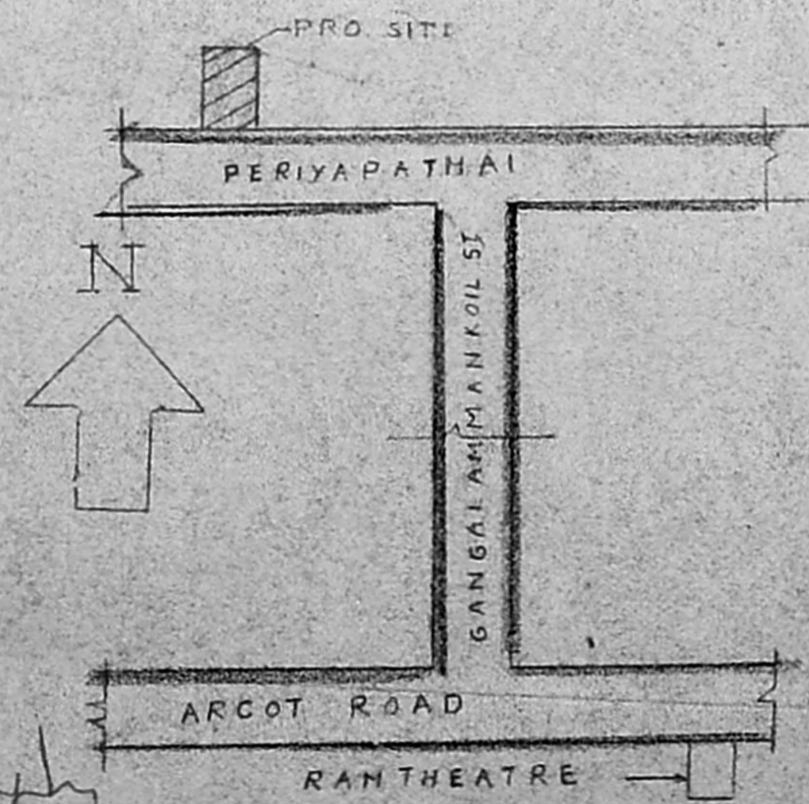 PRO. SITE
PERIYAPATHAI
N
GANGAI AMMANKOIL ST
ARCOT ROAD
RAM THEATRE